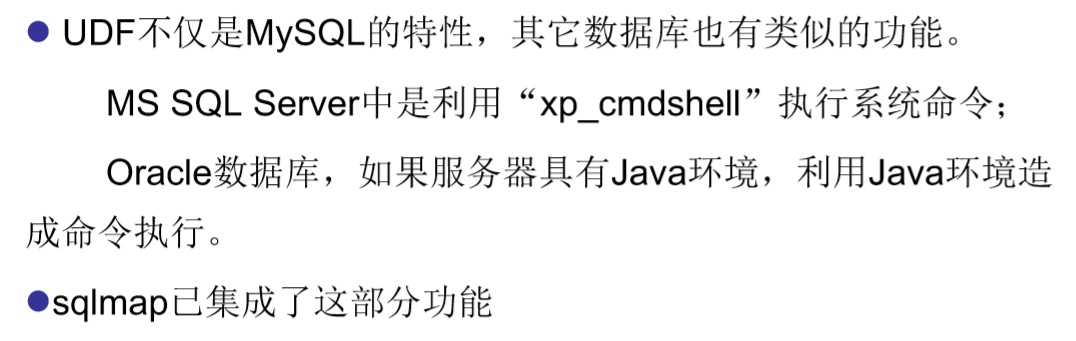 ● UDF不仅是MySQL的特性，其它数据库也有类似的功能。
MS SQL Server中是利用“xp_cmdshell”执行系统命令；
Oracle数据库，如果服务器具有Java环境，利用Java环境造
成命令执行。
●sqlmap已集成了这部分功能